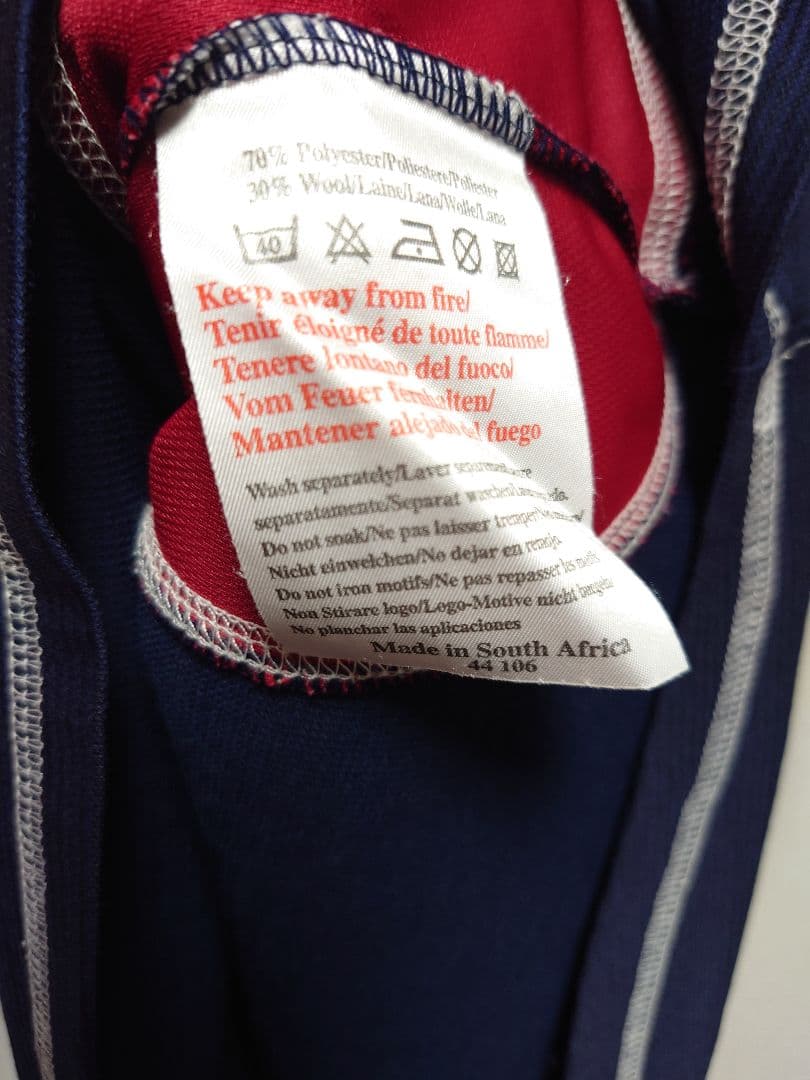 70% Polyester/Poliestere/Poliester
30% Wool/Laine/Lana/Wolle/Lana
40
Keep away from fire/
Tenir éloigné de toute flamme/
Tenere lontano del fuoco/
Vom Feuer fernhalten/
Mantener alejado del fuego
Wash separately/Laver
separatamente/Separat
Do not soak/Ne pas laisser tremper/
Nicht einweichen/No dejar en remojo
Do not iron motifs/Ne pas repasser les motifs
Non Stirare logo/Logo-Motive nicht
No planchar las aplicaciones
Made in South Africa
44 106